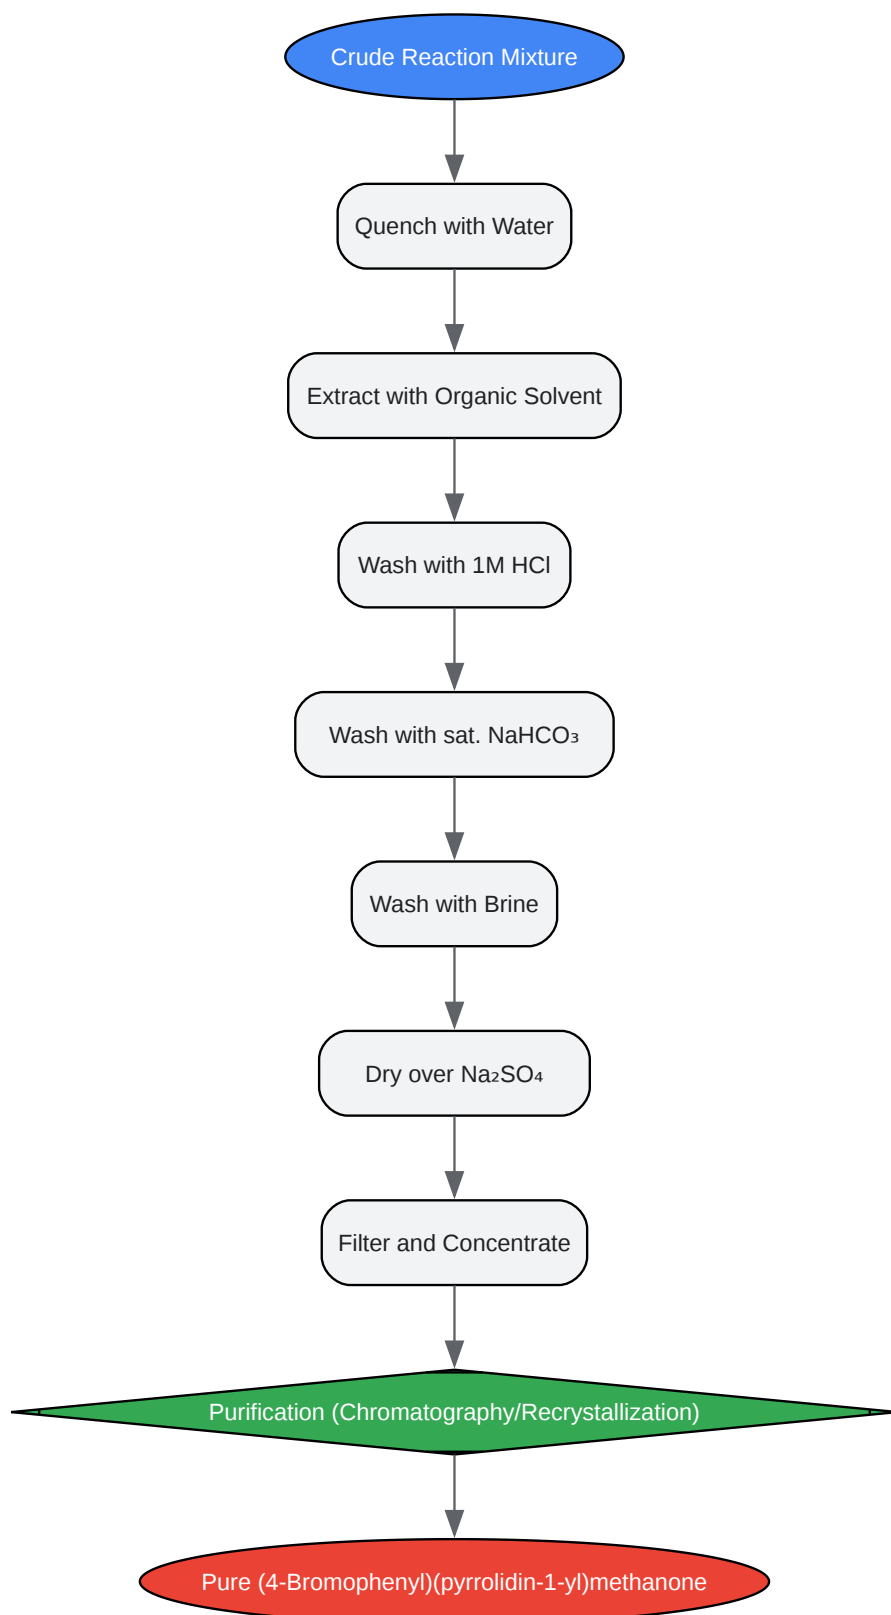 Crude Reaction Mixture
Quench with Water
Extract with Organic Solvent
Wash with 1M HCl
Wash with sat. NaHCO₃
Wash with Brine
Dry over Na₂SO₄
Filter and Concentrate
Purification (Chromatography/Recrystallization)
Pure (4-Bromophenyl)(pyrrolidin-1-yl)methanone